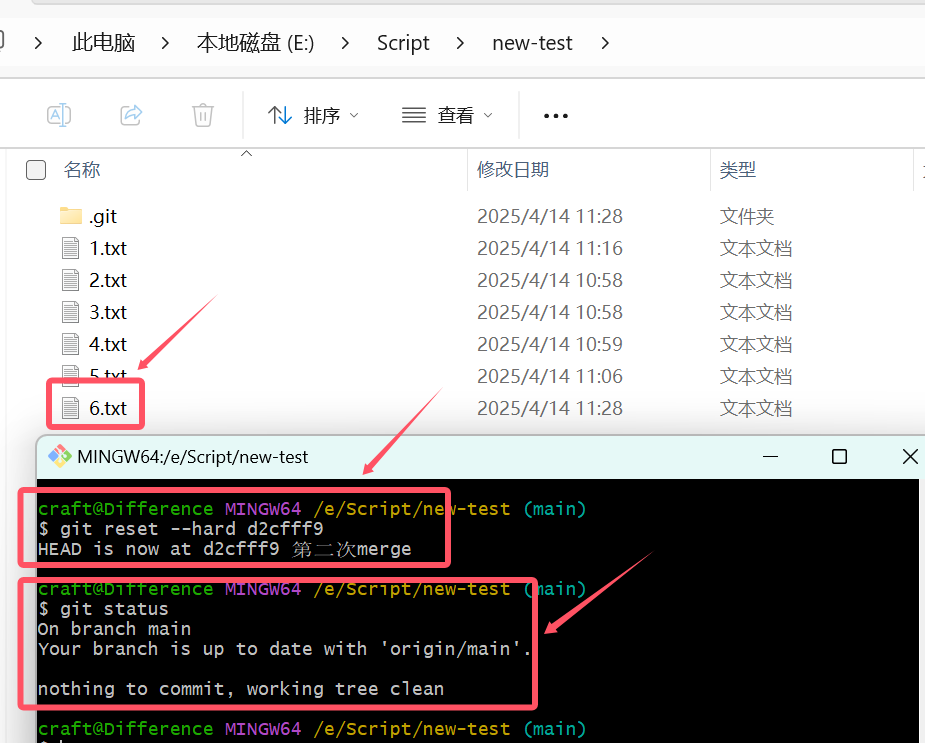 此电脑 本地磁盘 (E:) Script new-test
排序 查看
名称 修改日期 类型
.git 2025/4/14 11:28 文件夹
1.txt 2025/4/14 11:16 文本文档
2.txt 2025/4/14 10:58 文本文档
3.txt 2025/4/14 10:58 文本文档
4.txt 2025/4/14 10:59 文本文档
5.txt 2025/4/14 11:06 文本文档
6.txt 2025/4/14 11:28 文本文档
MINGW64:/e/Script/new-test
craft@Difference MINGW64 /e/Script/new-test (main)
$ git reset --hard d2cfff9
HEAD is now at d2cfff9 第二次merge
craft@Difference MINGW64 /e/Script/new-test (main)
$ git status
On branch main
Your branch is up to date with 'origin/main'.
nothing to commit, working tree clean
craft@Difference MINGW64 /e/Script/new-test (main)